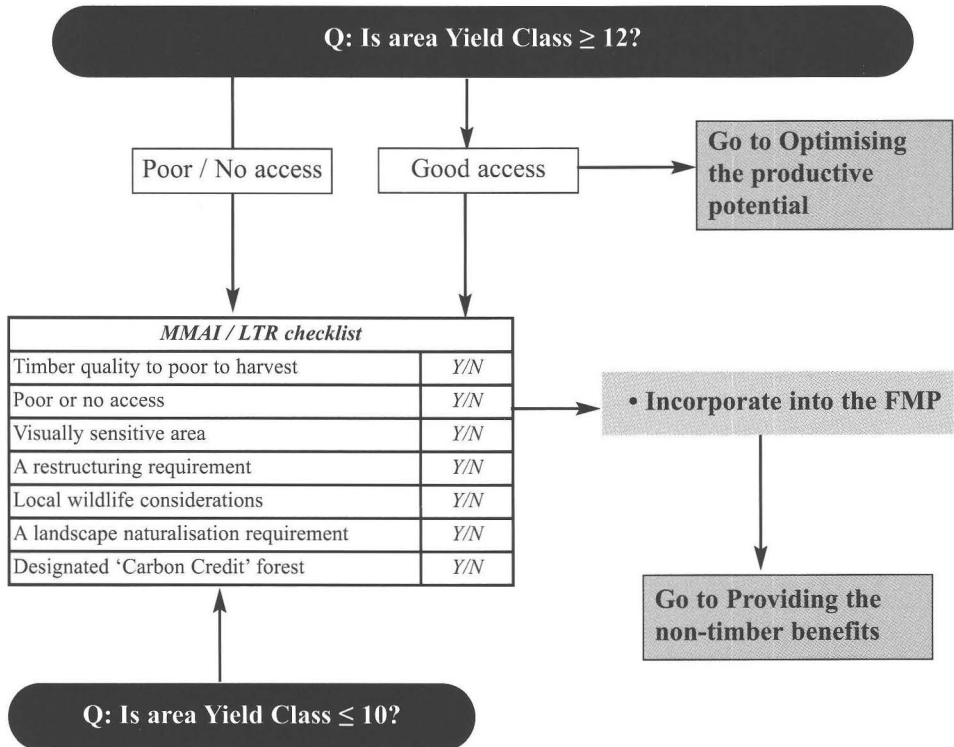 Q: Is area Yield Class ≥ 12?
Poor / No access
Good access
Go to Optimising
the productive
potential
MMAI / LTR checklist
Timber quality to poor to harvest Y/N
Poor or no access Y/N
Visually sensitive area Y/N
A restructuring requirement Y/N
Local wildlife considerations Y/N
A landscape naturalisation requirement Y/N
Designated ‘Carbon Credit’ forest Y/N
• Incorporate into the FMP
Go to Providing the
non-timber benefits
Q: Is area Yield Class ≤ 10?